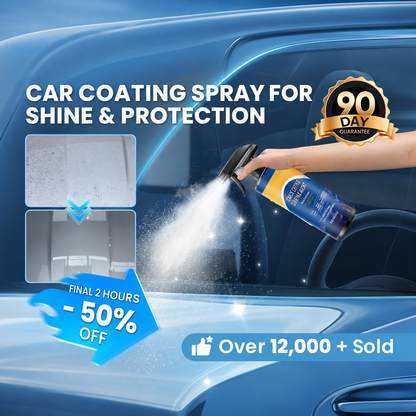 CAR COATING SPRAY FOR
SHINE & PROTECTION
90
DAY
GUARANTEE
FINAL 2 HOURS
- 50%
OFF
Over 12,000 + Sold